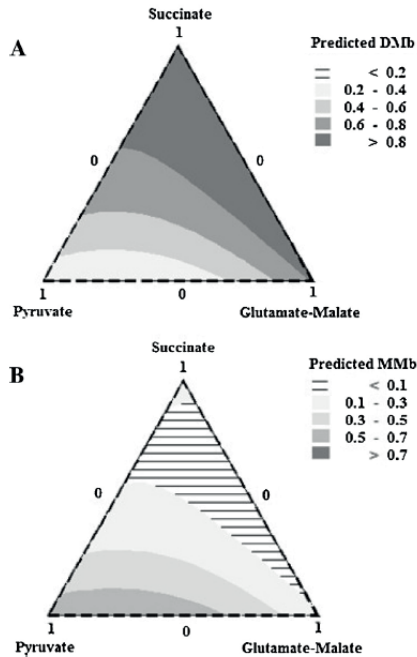 Succinate
1
A
Predicted DMb
< 0.2
0.2 - 0.4
0.4 - 0.6
0.6 - 0.8
> 0.8
0
0
1
0
1
Pyruvate
Glutamate-Malate
Succinate
1
B
Predicted MMb
< 0.1
0.1 - 0.3
0.3 - 0.5
0.5 - 0.7
> 0.7
0
0
1
0
1
Pyruvate
Glutamate-Malate